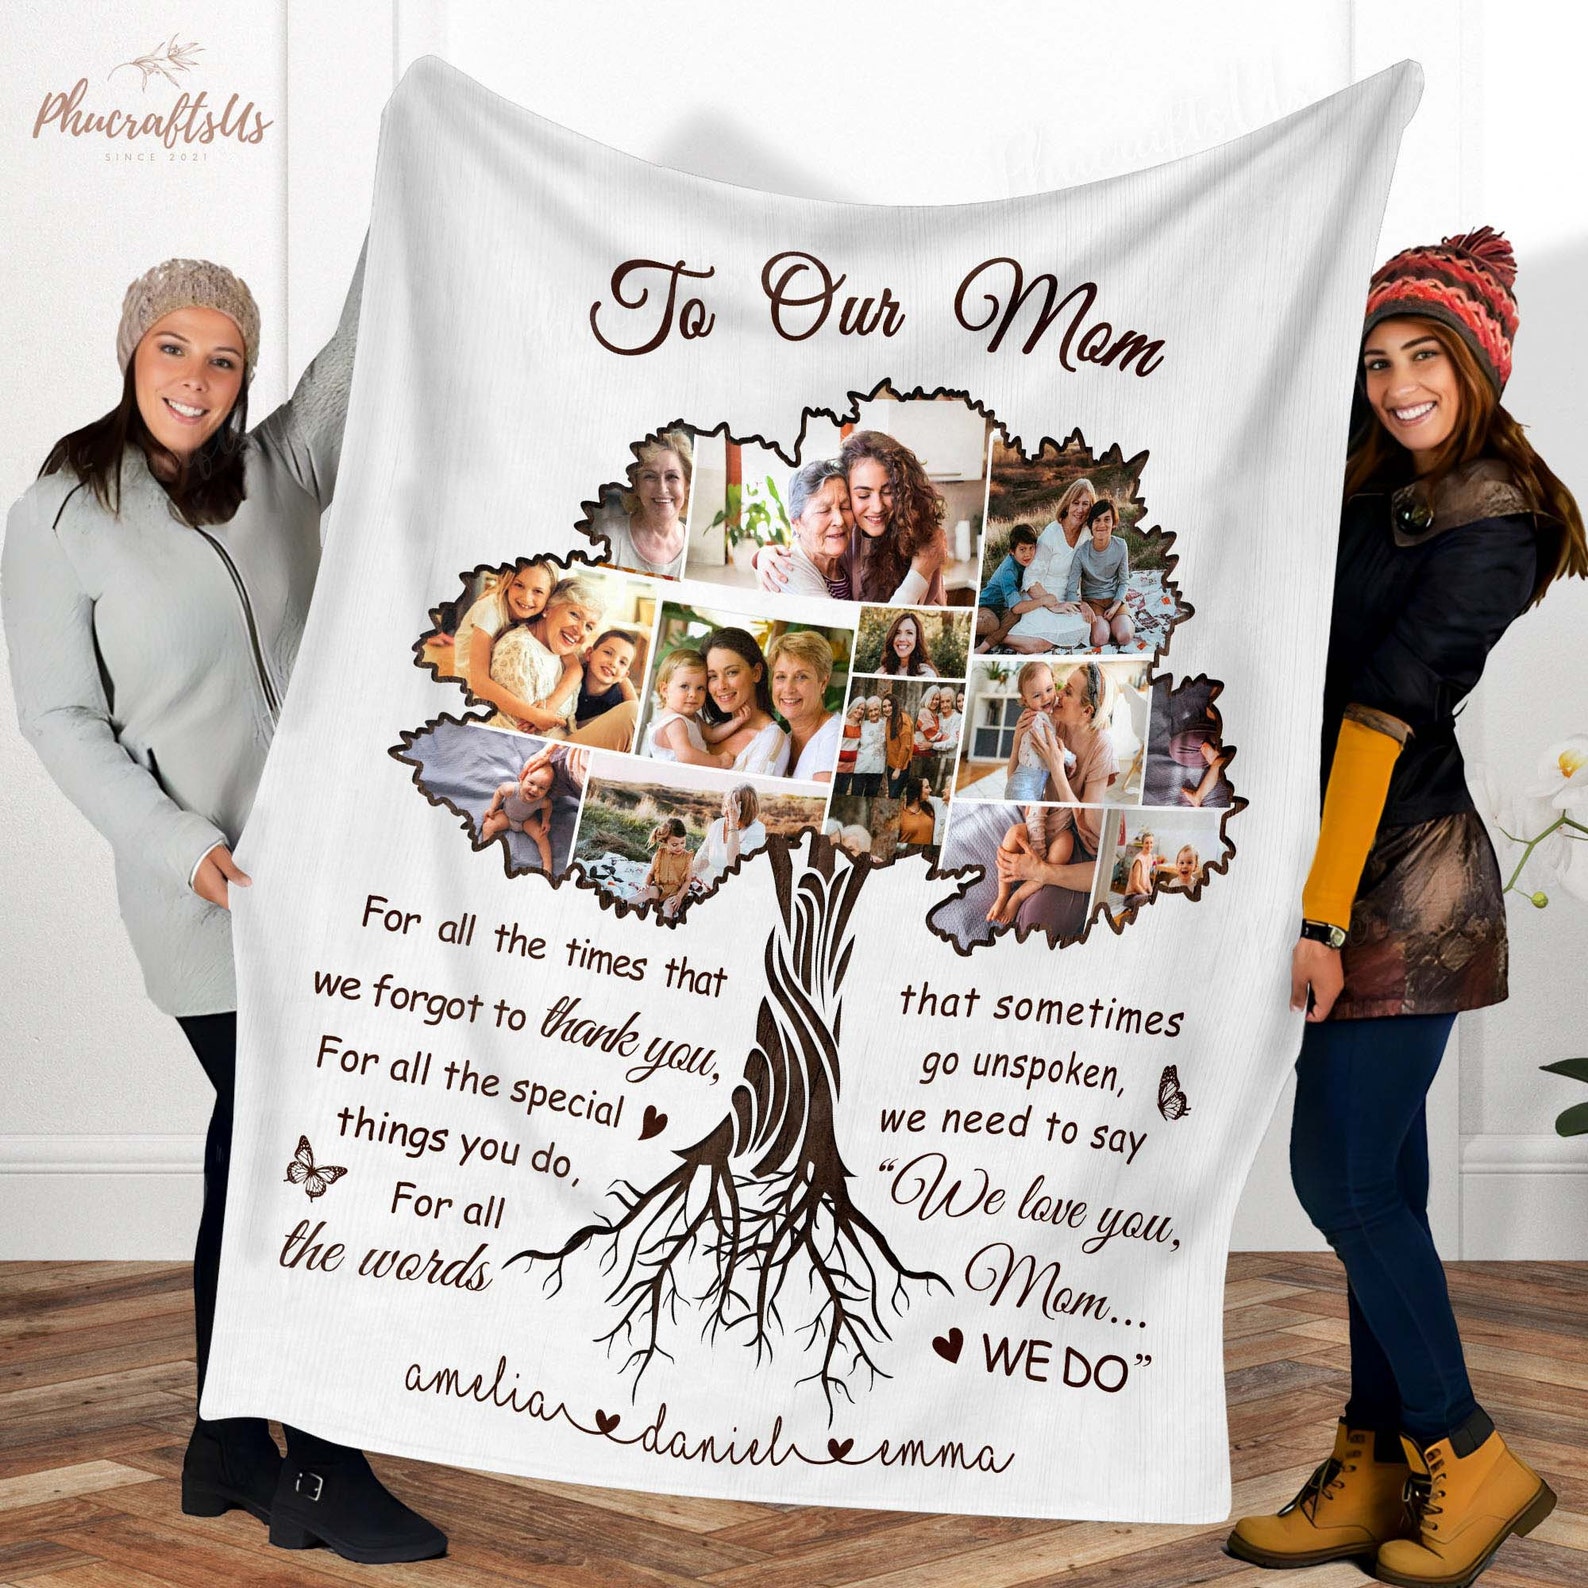 PhucraftsUs
SINCE 2021
PhucraftsUs
To Our Mom
For all the times that
we forgot to thank you,
For all the special
things you do,
For all
the words
that sometimes
go unspoken,
we need to say
“We love you,
Mom...
WE DO”
amelia daniel emma